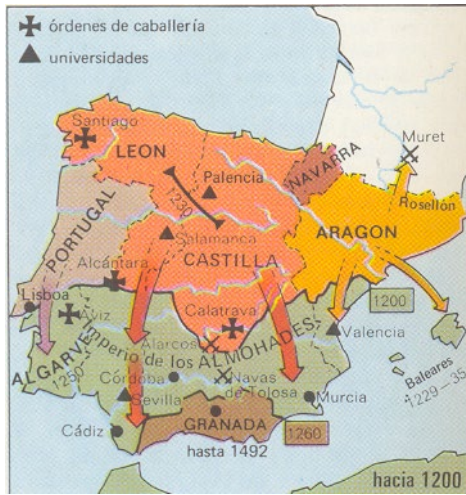 órdenes de caballería
universidades
Santiago
LEON
Palencia
NAVARRA
Muret
Rosellón
1230
PORTUGAL
Salamanca
ARAGON
CASTILLA
Alcántara
Lisboa
Aviz
Calatrava
1200
Imperio de los ALMOHADES
Valencia
Alarcos
ALGARVE
1250
Córdoba
Navas
de Tolosa
Baleares
1229-35
Sevilla
Murcia
Cádiz
GRANADA
1260
hasta 1492
hacia 1200